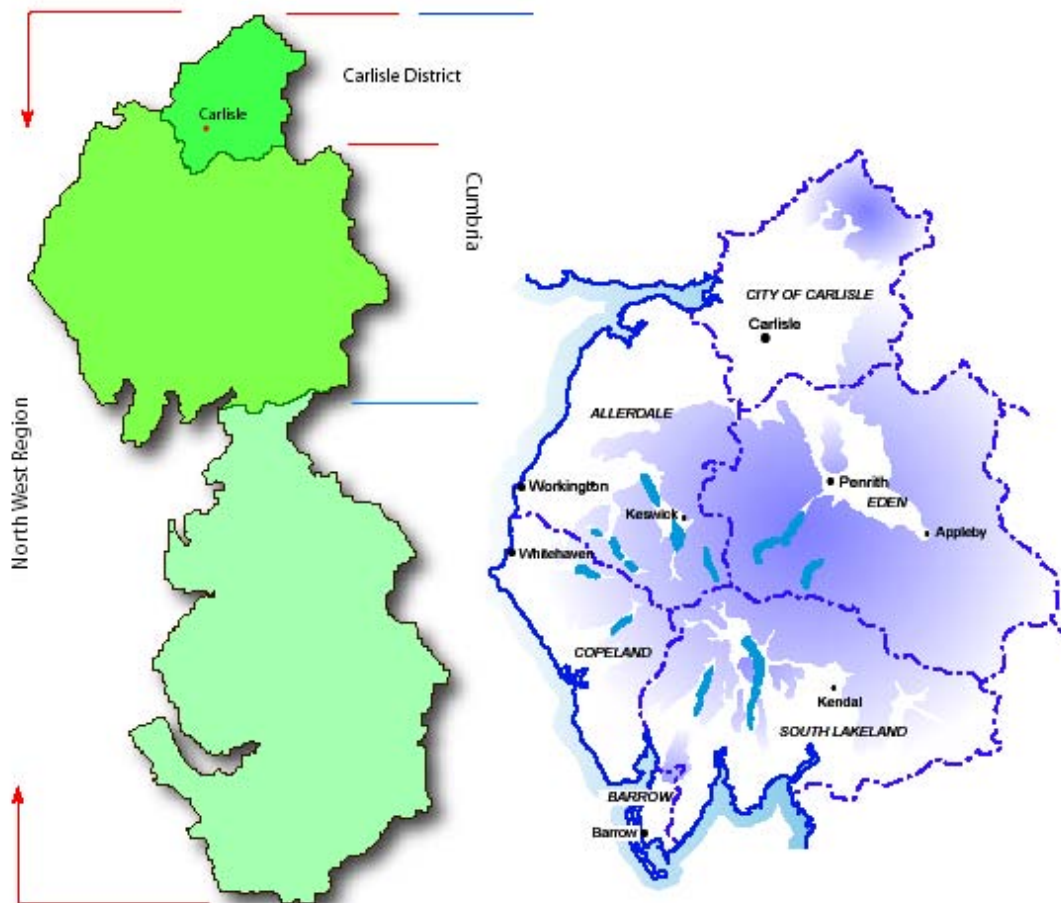 Carlisle District
Carlisle
Cumbria
North West Region
CITY OF CARLISLE
Carlisle
ALLERDALE
Workington
Penrith
EDEN
Keswick
Appleby
Whitehaven
COPELAND
Kendal
SOUTH LAKELAND
BARROW
Barrow